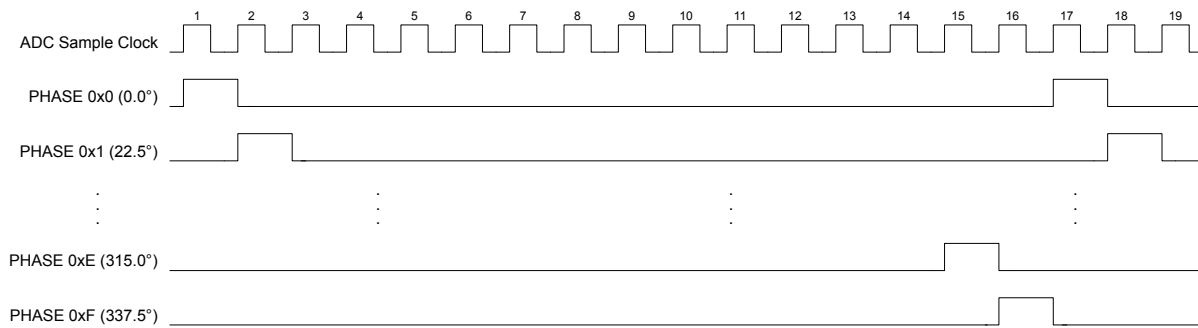 1 2 3 4 5 6 7 8 9 10 11 12 13 14 15 16 17 18 19
ADC Sample Clock
PHASE 0x0 (0.0°)
PHASE 0x1 (22.5°)
PHASE 0xE (315.0°)
PHASE 0xF (337.5°)